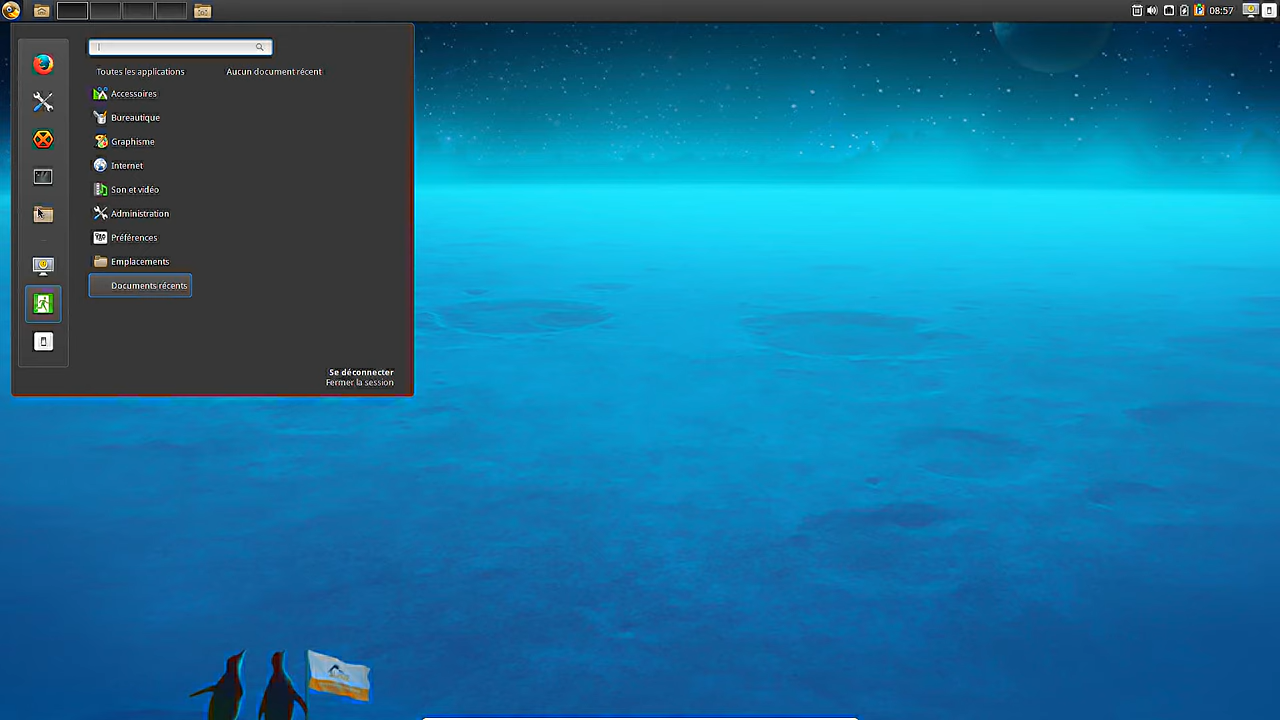 08:57
Toutes les applications
Aucun document récent
Accessoires
Bureautique
Graphisme
Internet
Son et vidéo
Administration
Préférences
Emplacements
Documents récents
Se déconnecter
Fermer la session